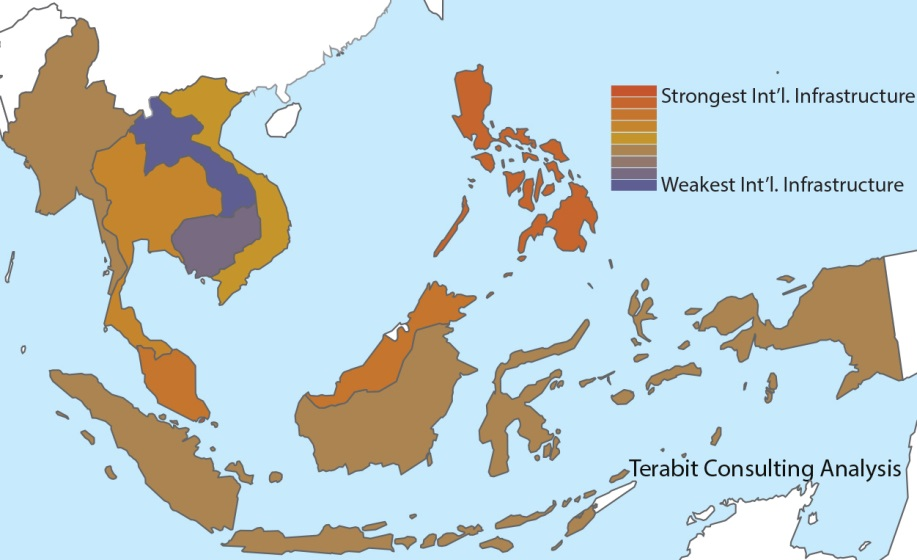 Strongest Int'l. Infrastructure
Weakest Int'l. Infrastructure
Terabit Consulting Analysis